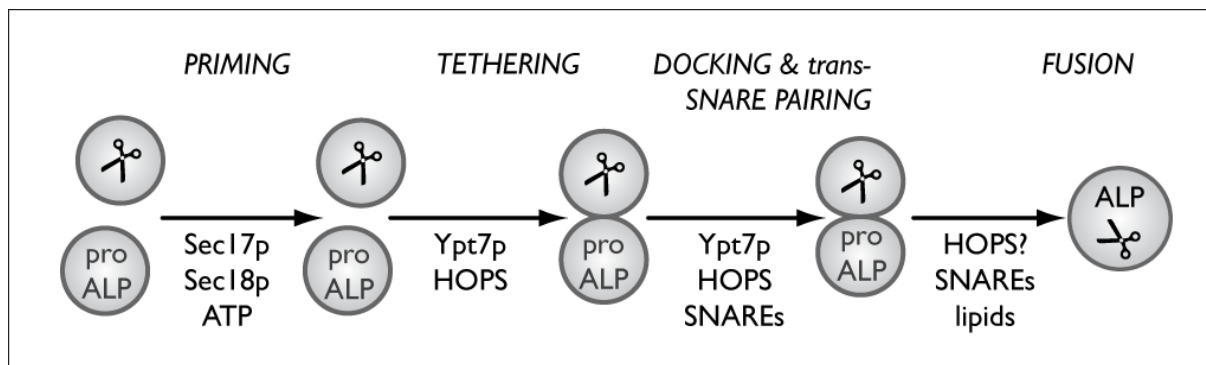 PRIMING
TETHERING
DOCKING & trans-
SNARE PAIRING
FUSION
pro
ALP
Sec17p
Sec18p
ATP
pro
ALP
Ypt7p
HOPS
pro
ALP
Ypt7p
HOPS
SNAREs
pro
ALP
HOPS?
SNAREs
lipids
ALP